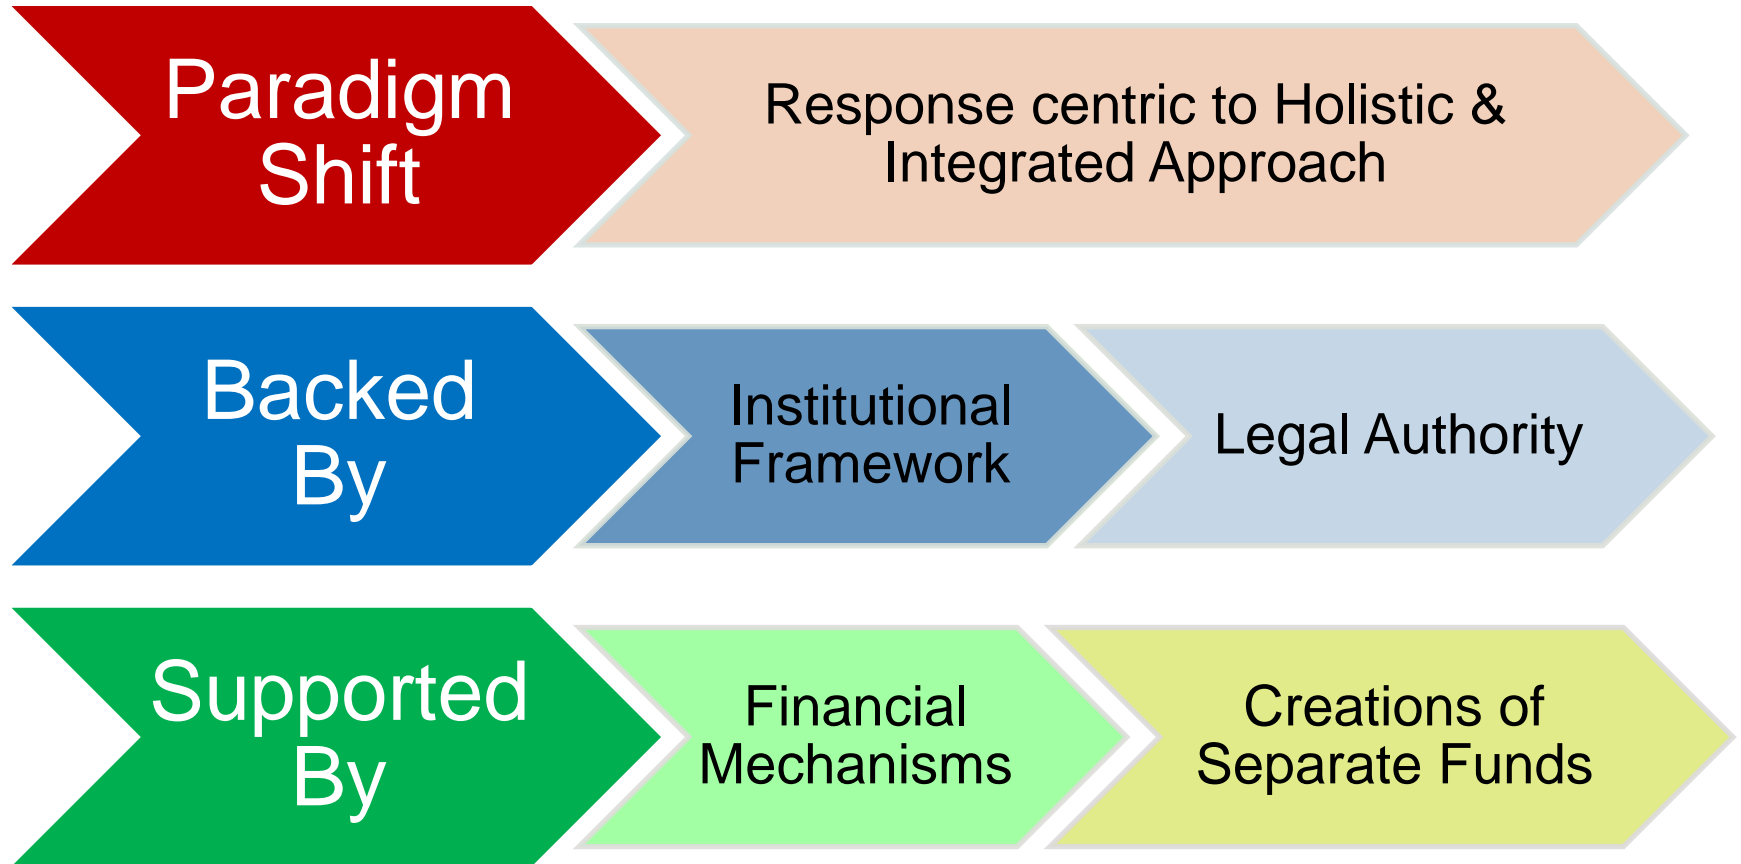 Paradigm
Shift
Response centric to Holistic &
Integrated Approach
Backed
By
Institutional
Framework
Legal Authority
Supported
By
Financial
Mechanisms
Creations of
Separate Funds